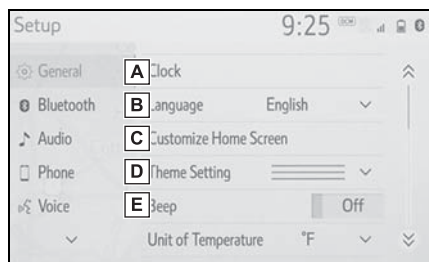 Setup 9:25 DCM
General A Clock
Bluetooth B Language English
Audio C Customize Home Screen
Phone D Theme Setting
Voice E Beep Off
Unit of Temperature °F